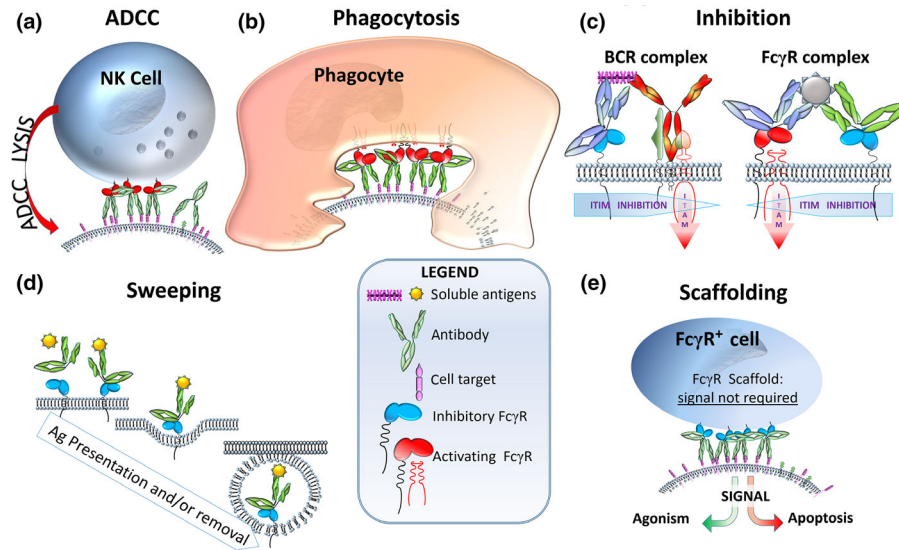 (a)
ADCC
NK Cell
ADCC LYSIS
(b)
Phagocytosis
Phagocyte
(c)
Inhibition
BCR complex
FcγR complex
ITIM INHIBITION
ITAM
ITAM
ITIM INHIBITION
(d)
Sweeping
Ag Presentation and/or removal
LEGEND
Soluble antigens
Antibody
Cell target
Inhibitory FcγR
Activating FcγR
(e)
Scaffolding
FcγR+ cell
FcγR Scaffold:
signal not required
SIGNAL
Agonism
Apoptosis